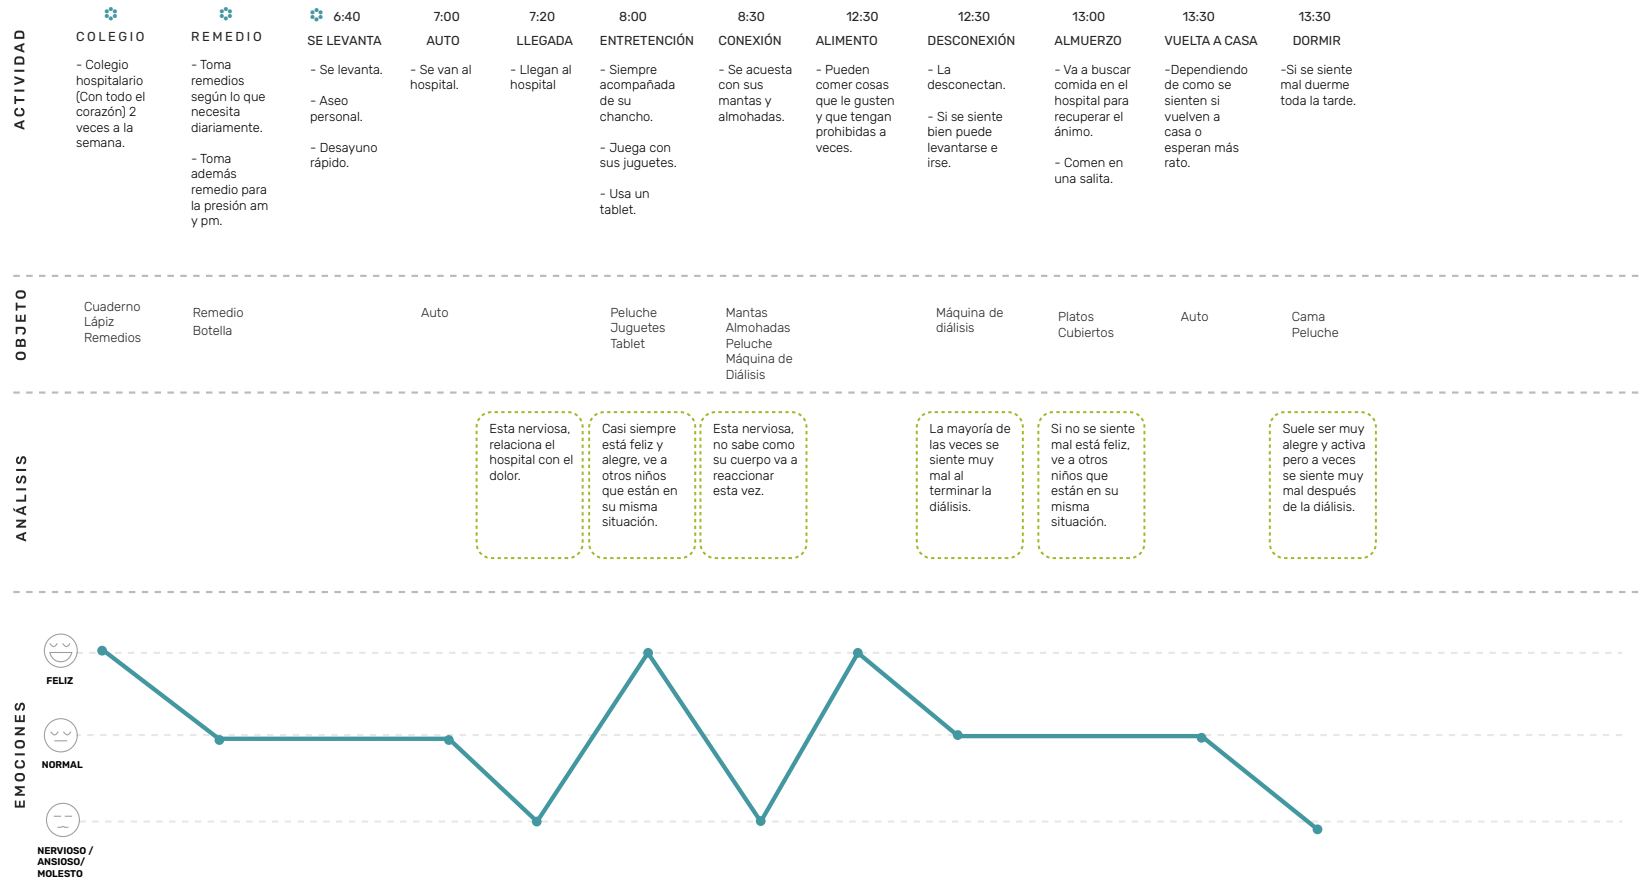 ACTIVIDAD
COLEGIO
- Colegio
hospitalario
(Con todo el
corazón) 2
veces a la
semana.
REMEDIO
- Toma
remedios
según lo que
necesita
diariamente.
- Toma
además
remedio para
la presión am
y pm.
6:40
SE LEVANTA
- Se levanta.
- Aseo
personal.
- Desayuno
rápido.
7:00
AUTO
- Se van al
hospital.
7:20
LLEGADA
- Llegan al
hospital
8:00
ENTRETENCIÓN
- Siempre
acompañada
de su
chancho.
- Juega con
sus juguetes.
- Usa un
tablet.
8:30
CONEXIÓN
- Se acuesta
con sus
mantas y
almohadas.
12:30
ALIMENTO
- Pueden
comer cosas
que le gusten
y que tengan
prohibidas a
veces.
12:30
DESCONEXIÓN
- La
desconectan.
- Si se siente
bien puede
levantarse e
irse.
13:00
ALMUERZO
- Va a buscar
comida en el
hospital para
recuperar el
ánimo.
- Comen en
una salita.
13:30
VUELTA A CASA
-Dependiendo
de como se
sienten si
vuelven a
casa o
esperan más
rato.
13:30
DORMIR
-Si se siente
mal duerme
toda la tarde.
OBJETO
Cuaderno
Lápiz
Remedios
Remedio
Botella
Auto
Peluche
Juguetes
Tablet
Mantas
Almohadas
Peluche
Máquina de
Diálisis
Máquina de
diálisis
Platos
Cubiertos
Auto
Cama
Peluche
ANÁLISIS
Esta nerviosa,
relaciona el
hospital con el
dolor.
Casi siempre
está feliz y
alegre, ve a
otros niños
que están en
su misma
situación.
Esta nerviosa,
no sabe como
su cuerpo va a
reaccionar
esta vez.
La mayoría de
las veces se
siente muy
mal al
terminar la
diálisis.
Si no se siente
mal está feliz,
ve a otros
niños que
están en su
misma
situación.
Suele ser muy
alegre y activa
pero a veces
se siente muy
mal después
de la diálisis.
EMOCIONES
FELIZ
NORMAL
NERVIOSO /
ANSIOSO/
MOLESTO